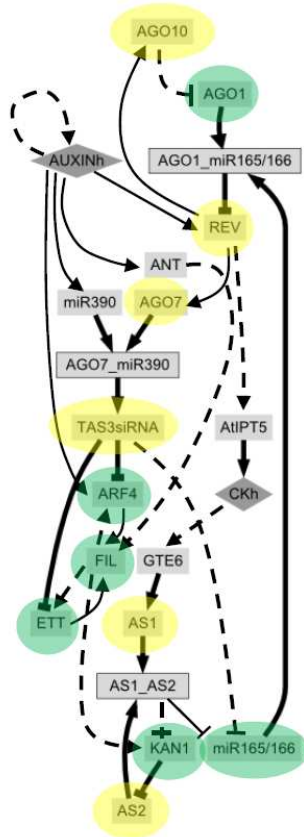 AGO10
AGO1
AUXINh
AGO1_miR165/166
REV
ANT
miR390
AGO7
AGO7_miR390
TAS3siRNA
AtIPT5
ARF4
CKh
FIL
GTE6
ETT
AS1
AS1_AS2
KAN1
miR165/166
AS2